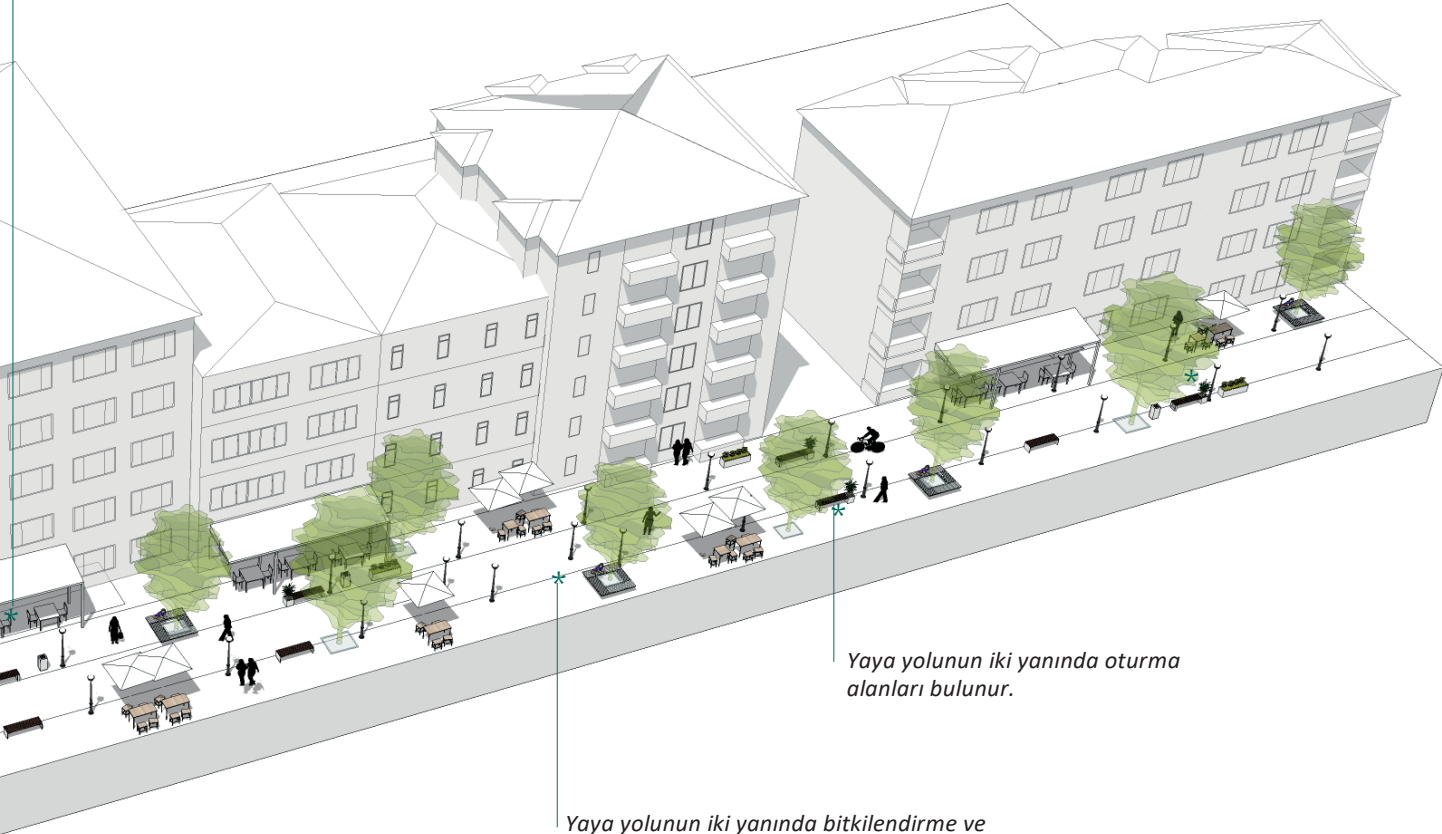 Yaya yolunun iki yanında oturma
alanları bulunur.
Yaya yolunun iki yanında bitkilendirme ve